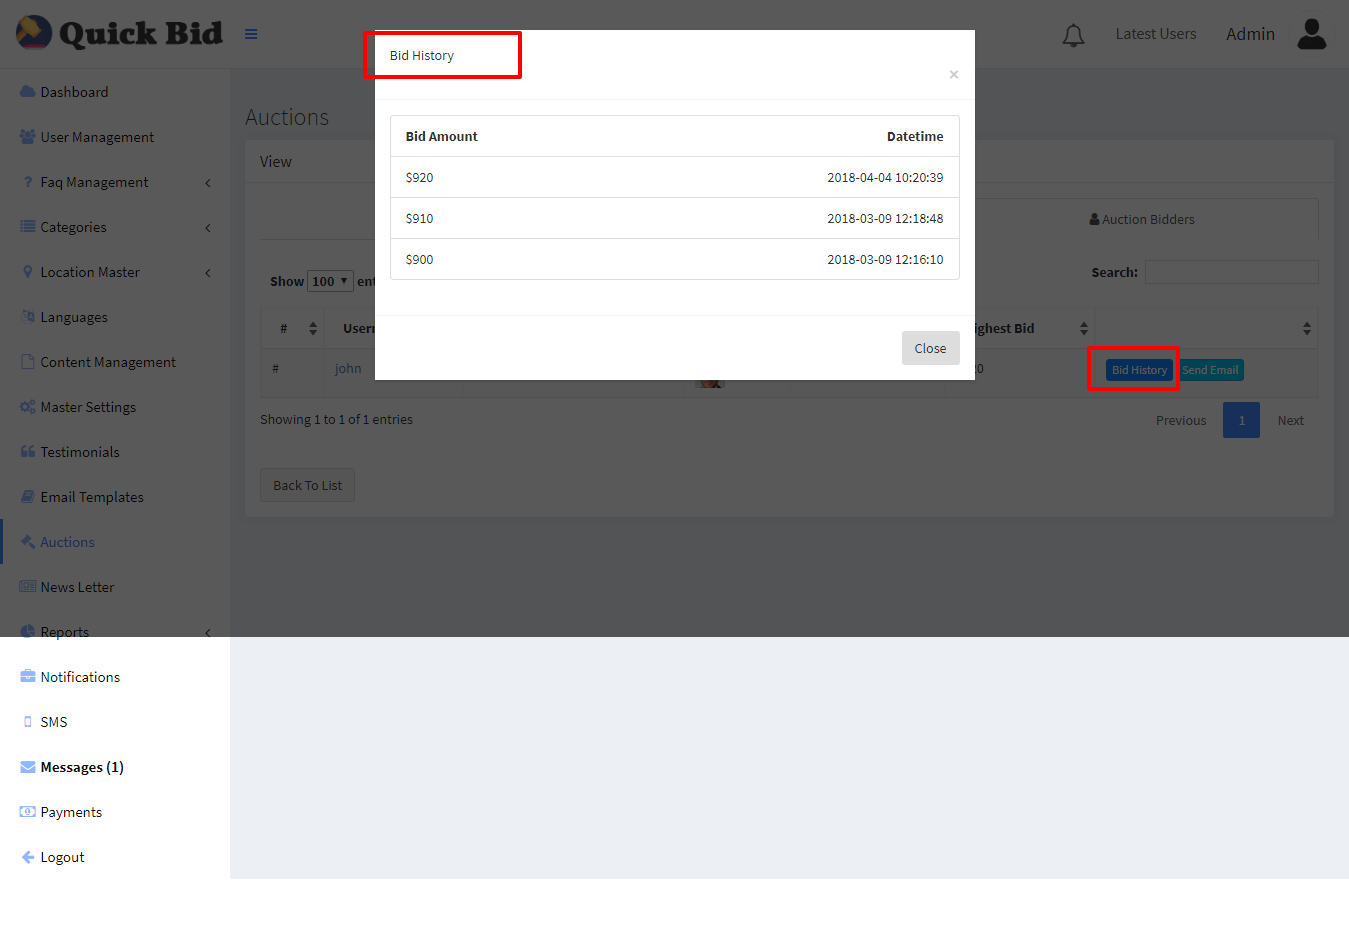 Quick Bid
Latest Users
Admin
Bid History
×
Dashboard
User Management
Faq Management
Categories
Location Master
Languages
Content Management
Master Settings
Testimonials
Email Templates
Auctions
News Letter
Reports
Notifications
SMS
Messages (1)
Payments
Logout
Auctions
View
Bid Amount Datetime
$920 2018-04-04 10:20:39
$910 2018-03-09 12:18:48
$900 2018-03-09 12:16:10
Close
Auction Bidders
Show 100
Search:
# Bid
# john Bid History Send Email
Showing 1 to 1 of 1 entries
Previous 1 Next
Back To List